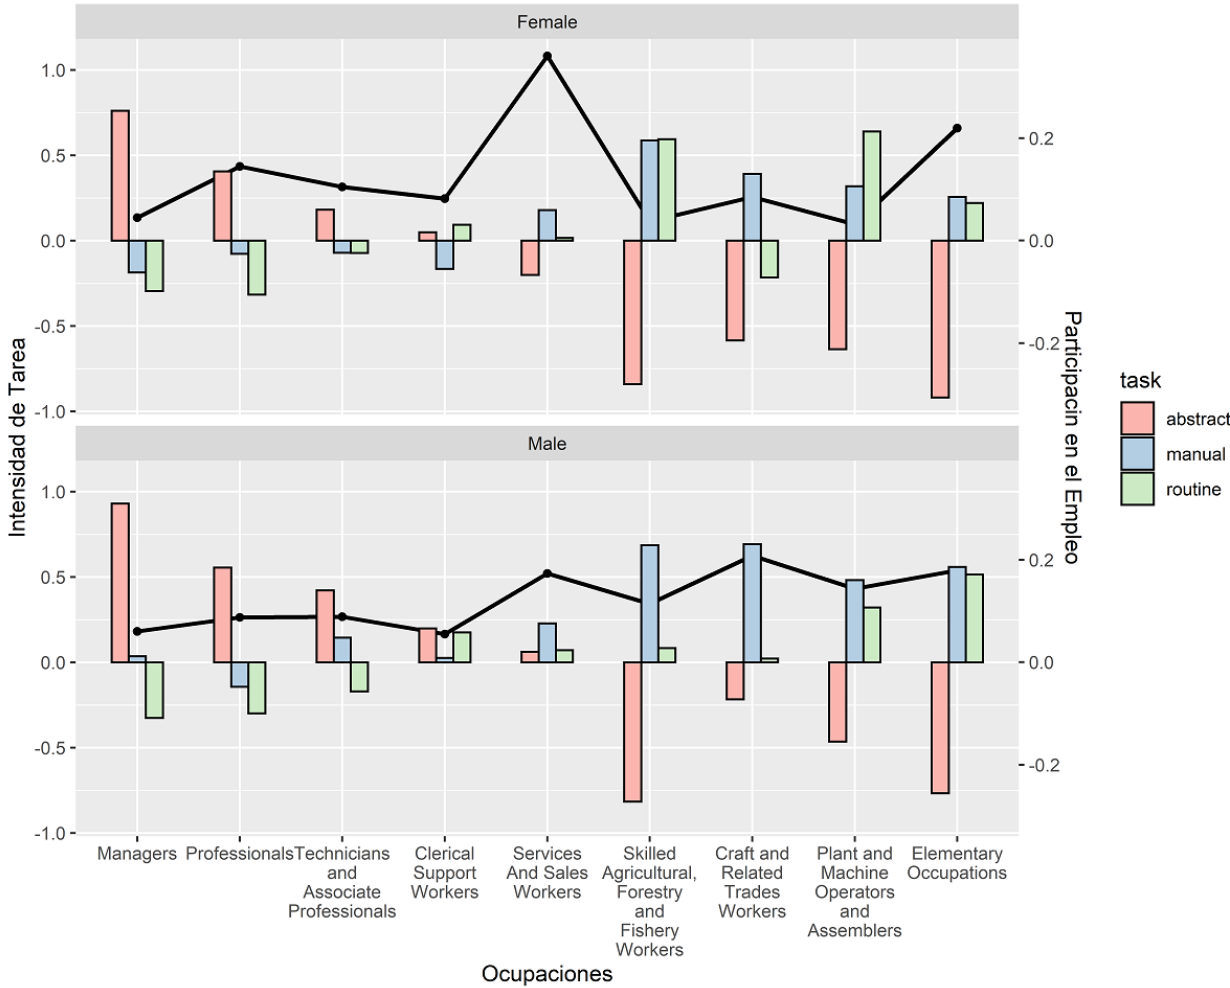 Female
1.0
0.5
0.0
-0.5
-1.0
0.2
0.0
-0.2
Male
1.0
0.5
0.0
-0.5
-1.0
0.2
0.0
-0.2
Intensidad de Tarea
Participacin en el Empleo
task
abstract
manual
routine
Managers
Professionals
Technicians
and
Associate
Professionals
Clerical
Support
Workers
Services
And Sales
Workers
Skilled
Agricultural,
Forestry
and
Fishery
Workers
Craft and
Related
Trades
Workers
Plant and
Machine
Operators
and
Assemblers
Elementary
Occupations
Ocupaciones